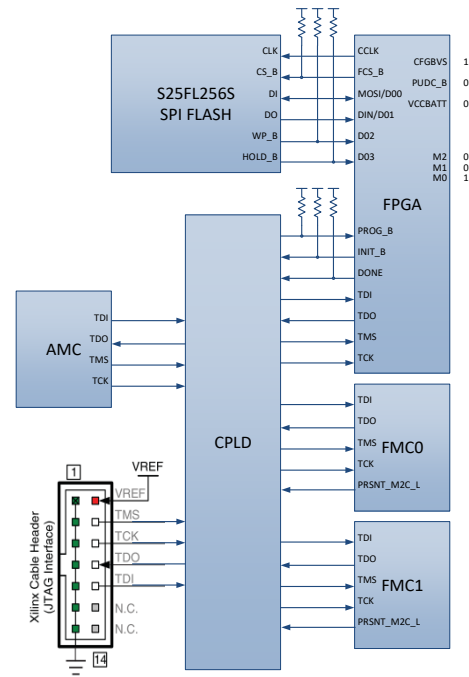 S25FL256S
SPI FLASH
CLK
CS_B
DI
DO
WP_B
HOLD_B
FPGA
CCLK
FCS_B
MOSI/D00
DIN/D01
D02
D03
CFGBVS 1
PUDC_B 0
VCCBATT 0
M2 0
M1 0
M0 1
PROG_B
INIT_B
DONE
TDI
TDO
TMS
TCK
AMC
TDI
TDO
TMS
TCK
CPLD
FMC0
TDI
TDO
TMS
TCK
PRSNT_M2C_L
FMC1
TDI
TDO
TMS
TCK
PRSNT_M2C_L
Xilinx Cable Header
(JTAG Interface)
1
VREF
VREF
TMS
TCK
TDO
TDI
N.C.
N.C.
14